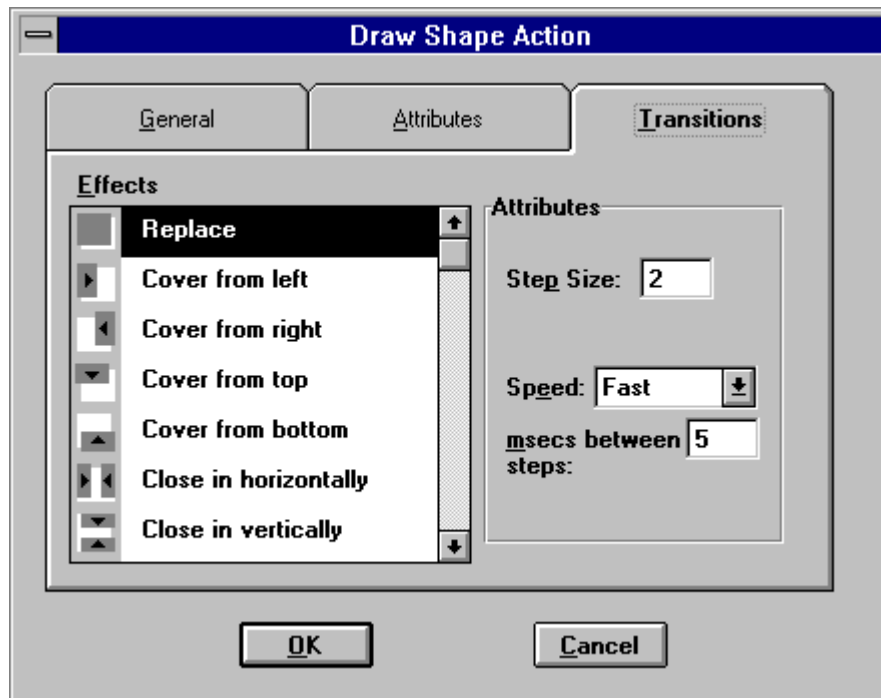 Draw Shape Action
General
Attributes
Transitions
Effects
Replace
Cover from left
Cover from right
Cover from top
Cover from bottom
Close in horizontally
Close in vertically
Attributes
Step Size: 2
Speed: Fast
msecs between 5
steps:
OK
Cancel